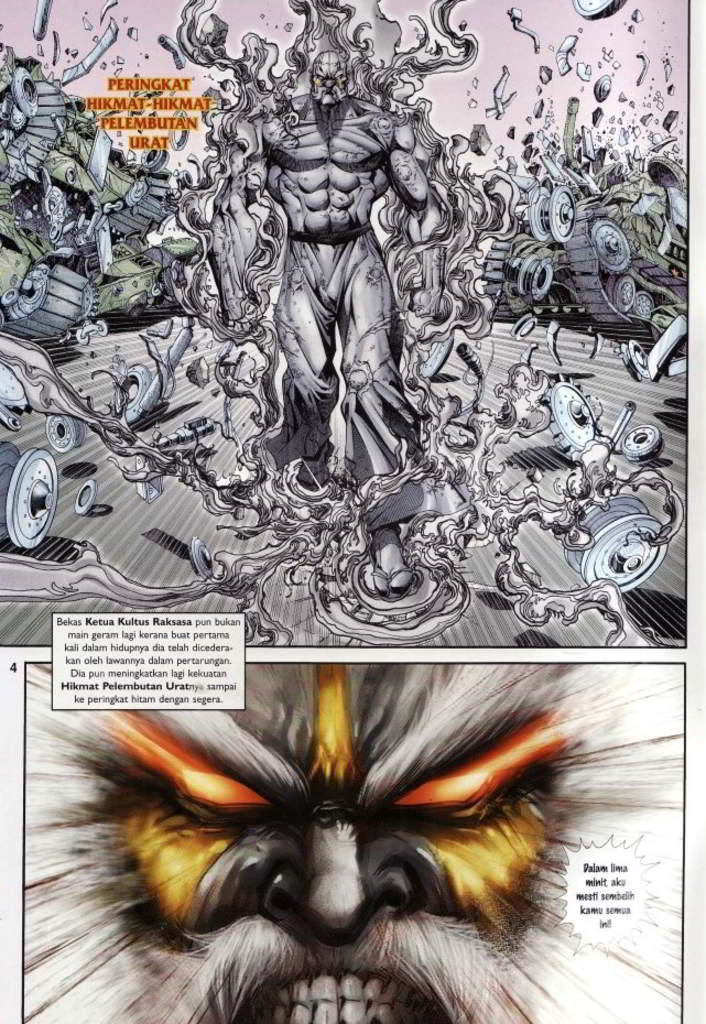 PERINGKAT
HIKMAT-HIKMAT
PELEMBUTAN
URAT
Bekas Ketua Kultus Raksasa pun bukan
main geram lagi kerana buat pertama
kali dalam hidupnya dia telah dicedera-
kan oleh lawannya dalam pertarungan.
Dia pun meningkatkan lagi kekuatan
Hikmat Pelembutan Uratnya sampai
ke peringkat hitam dengan segera.
4
Dalam lima
minit, aku
mesti sembelih
kamu semua
ini!